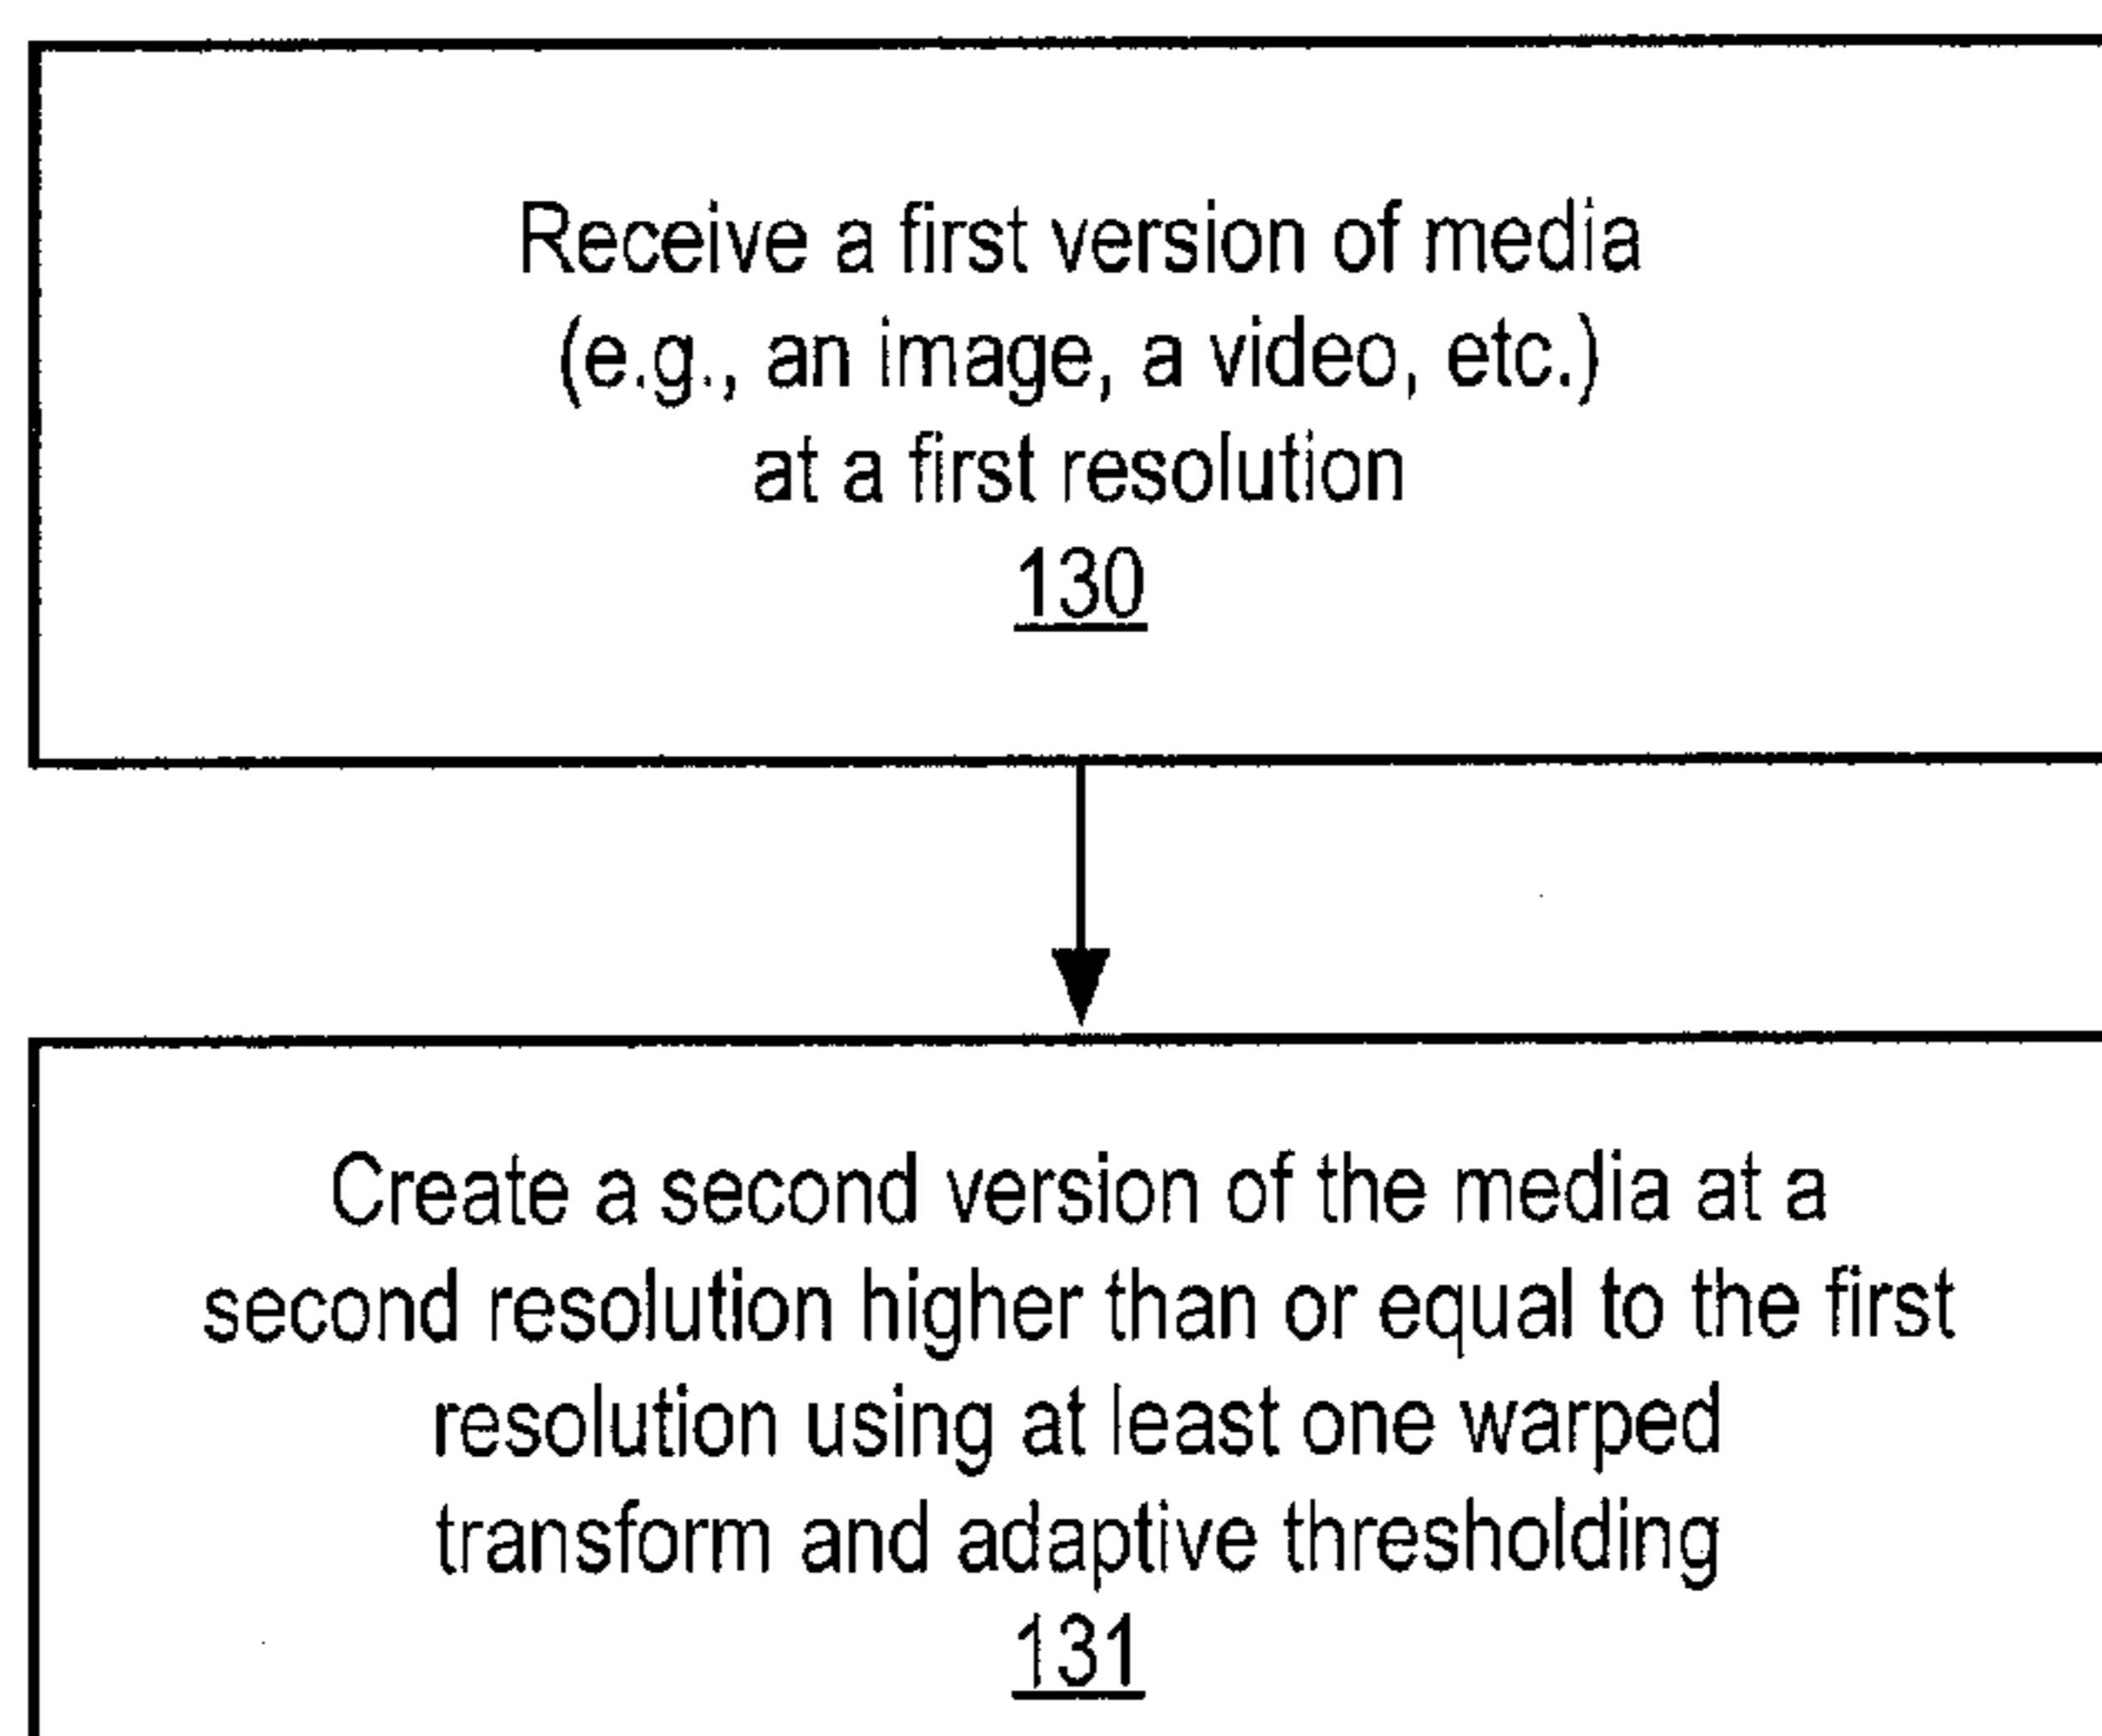 Receive a first version of media
(e.g., an image, a video, etc.)
at a first resolution
130
Create a second version of the media at a
second resolution higher than or equal to the first
resolution using at least one warped
transform and adaptive thresholding
131